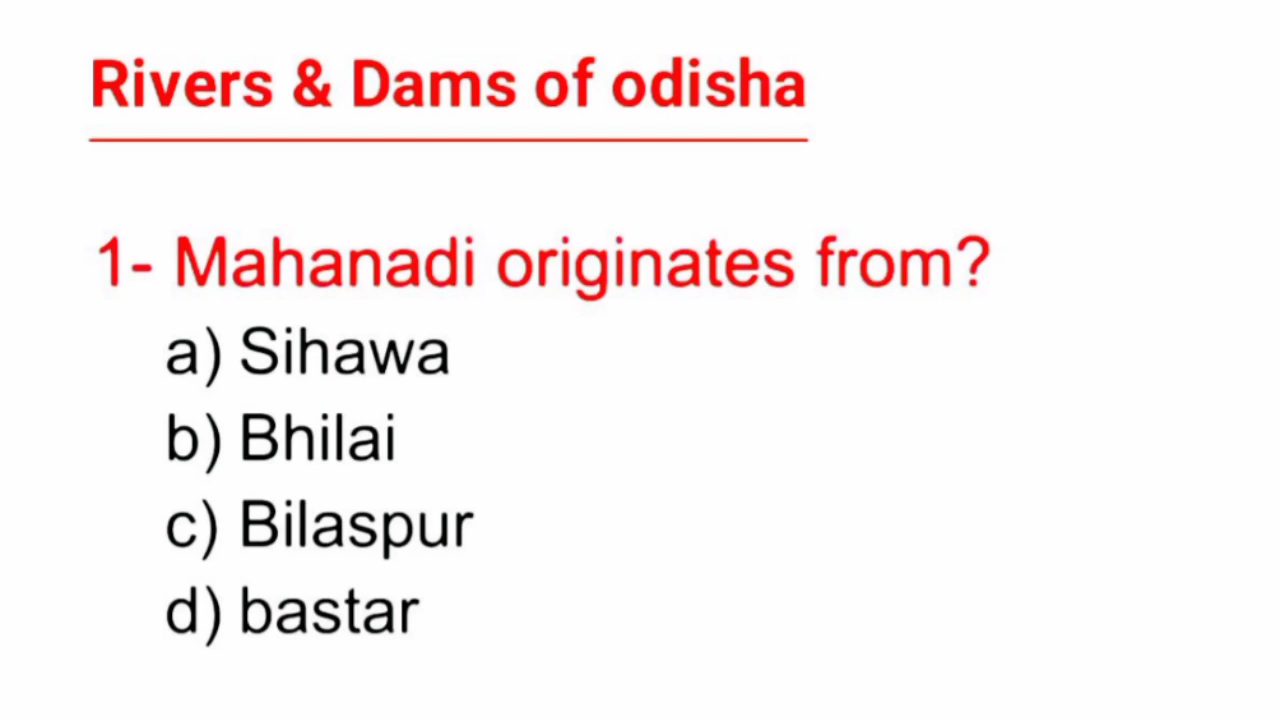 Rivers & Dams of odisha
1- Mahanadi originates from?
a) Sihawa
b) Bhilai
c) Bilaspur
d) bastar